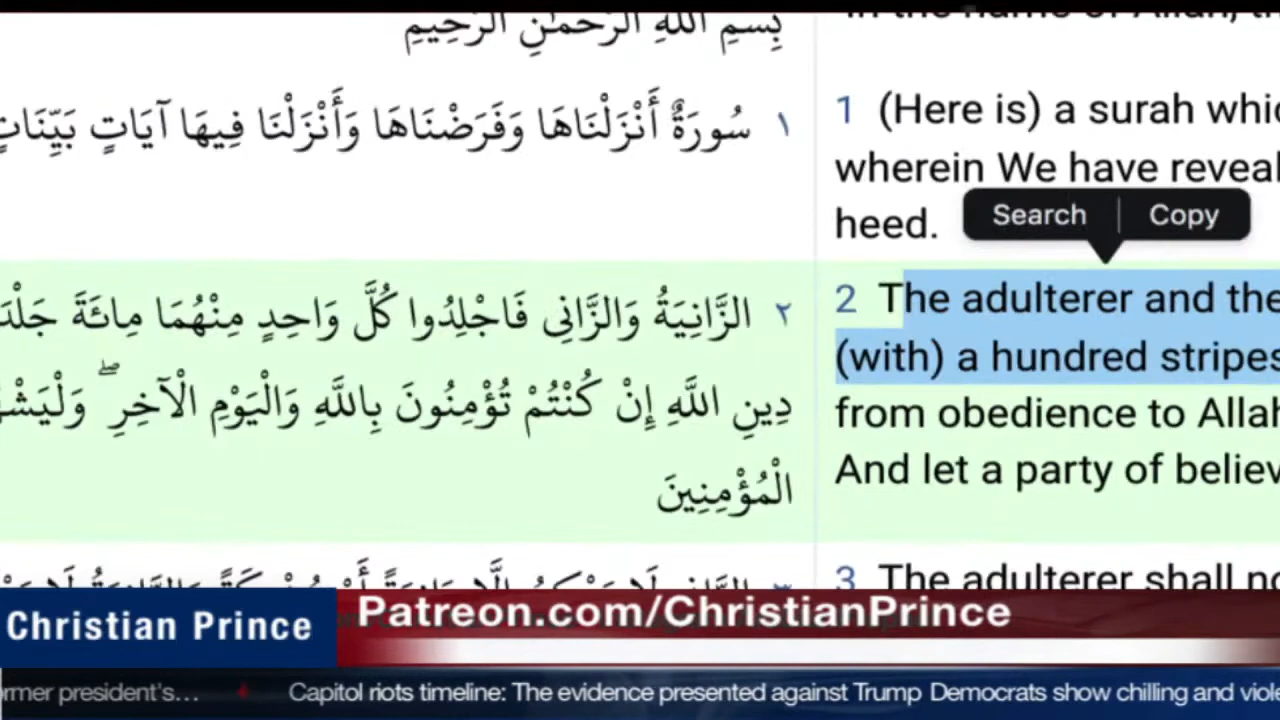 بِسْمِ اللَّهِ الرَّحْمَٰنِ الرَّحِيمِ
In the name of Allah,
١ سُورَةٌ أَنْزَلْنَاهَا وَفَرَضْنَاهَا وَأَنْزَلْنَا فِيهَا آيَاتٍ بَيِّنَاتٍ
1 (Here is) a surah
wherein We have
heed.
Search | Copy
٢ الزَّانِيَةُ وَالزَّانِي فَاجْلِدُوا كُلَّ وَاحِدٍ مِنْهُمَا مِائَةَ
دِينِ اللَّهِ إِنْ كُنْتُمْ تُؤْمِنُونَ بِاللَّهِ وَالْيَوْمِ الْآخِرِ ۖ
الْمُؤْمِنِينَ
2 The adulterer and the
(with) a hundred stripes
from obedience to Allah
And let a party of
3 The adulterer shall
Christian Prince
Patreon.com/ChristianPrince
president's... Capitol riots timeline: The evidence presented against Trump Democrats show chilling and